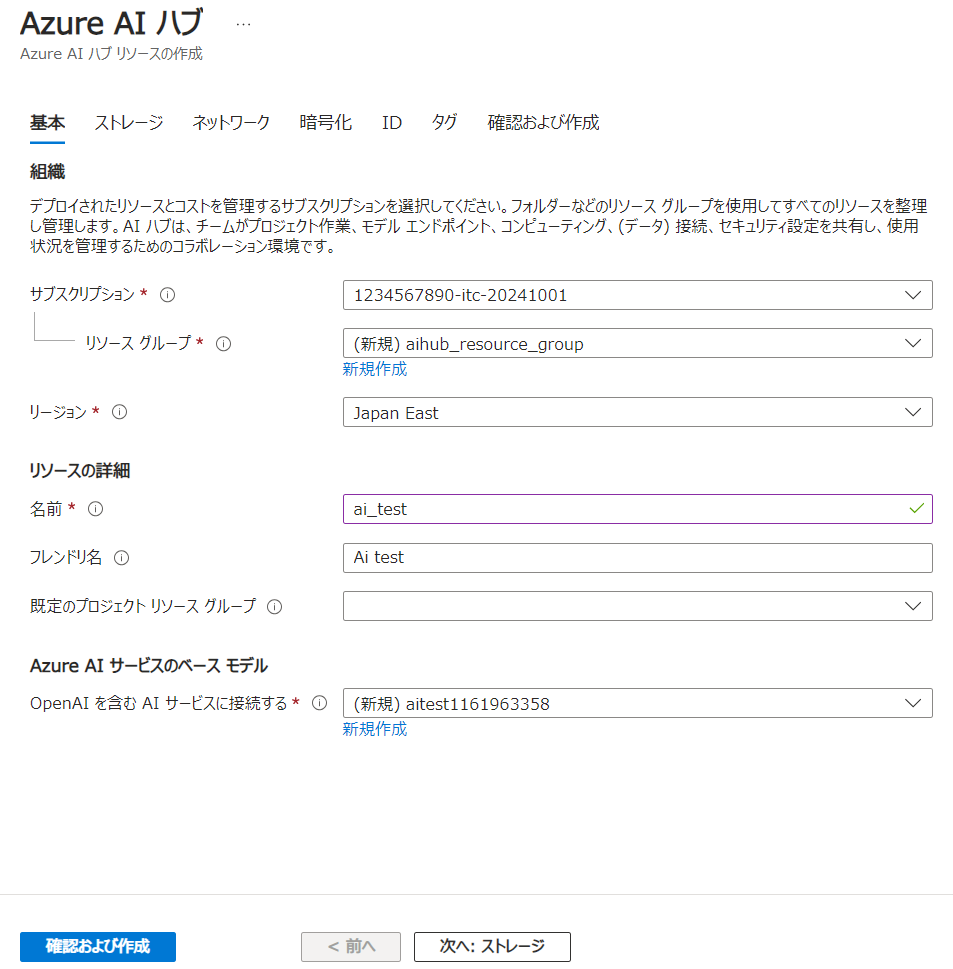 Azure AI ハブ ...
Azure AI ハブ リソースの作成
基本 ストレージ ネットワーク 暗号化 ID タグ 確認および作成
組織
デプロイされたリソースとコストを管理するサブスクリプションを選択してください。フォルダーなどのリソース グループを使用してすべてのリソースを整理
し管理します。AI ハブは、チームがプロジェクト作業、モデル エンドポイント、コンピューティング、(データ) 接続、セキュリティ設定を共有し、使用
状況を管理するためのコラボレーション環境です。
サブスクリプション * 1234567890-itc-20241001
リソース グループ * (新規) aihub_resource_group
新規作成
リージョン * Japan East
リソースの詳細
名前 * ai_test
フレンドリ名 Ai test
既定のプロジェクト リソース グループ
Azure AI サービスのベース モデル
OpenAI を含む AI サービスに接続する * (新規) aitest1161963358
新規作成
確認および作成 < 前へ 次へ: ストレージ